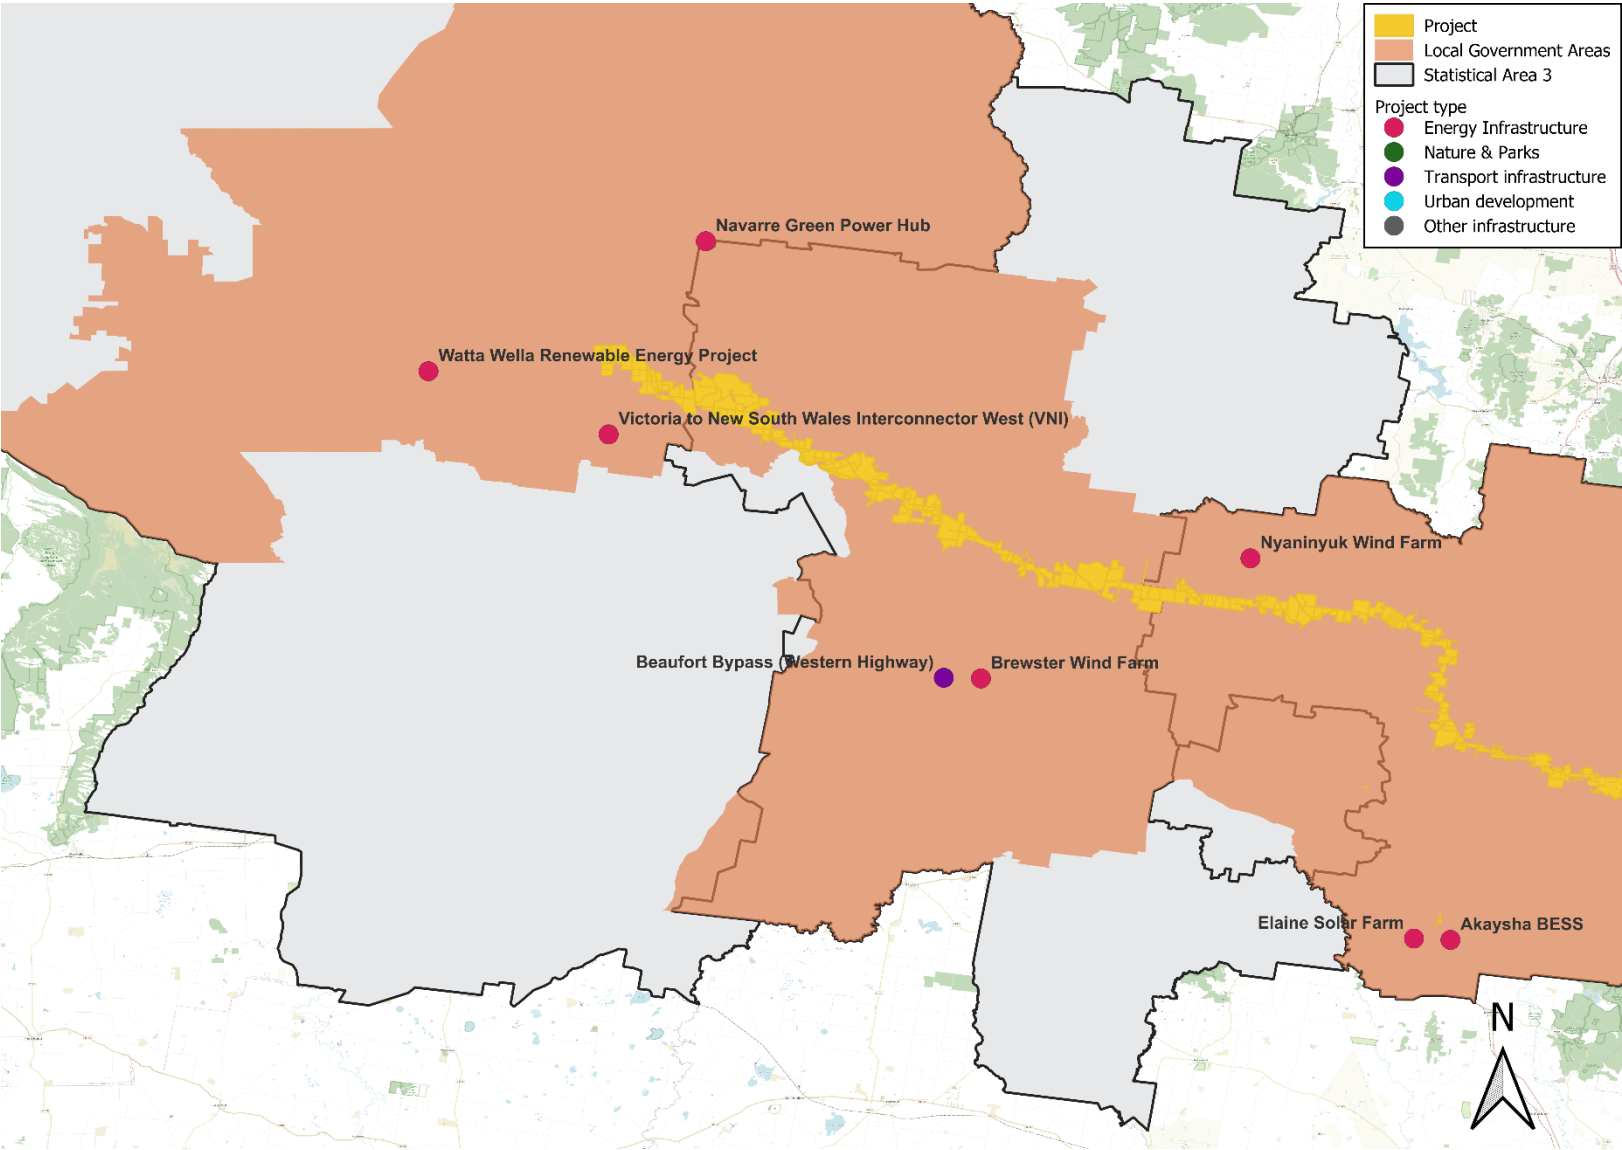 Project
Local Government Areas
Statistical Area 3
Project type
Energy Infrastructure
Nature & Parks
Transport infrastructure
Urban development
Other infrastructure
Navarre Green Power Hub
Watta Wella Renewable Energy Project
Victoria to New South Wales Interconnector West (VNI)
Nyaninyuk Wind Farm
Beaufort Bypass (Western Highway)
Brewster Wind Farm
Elaine Solar Farm
Akaysha BESS
N